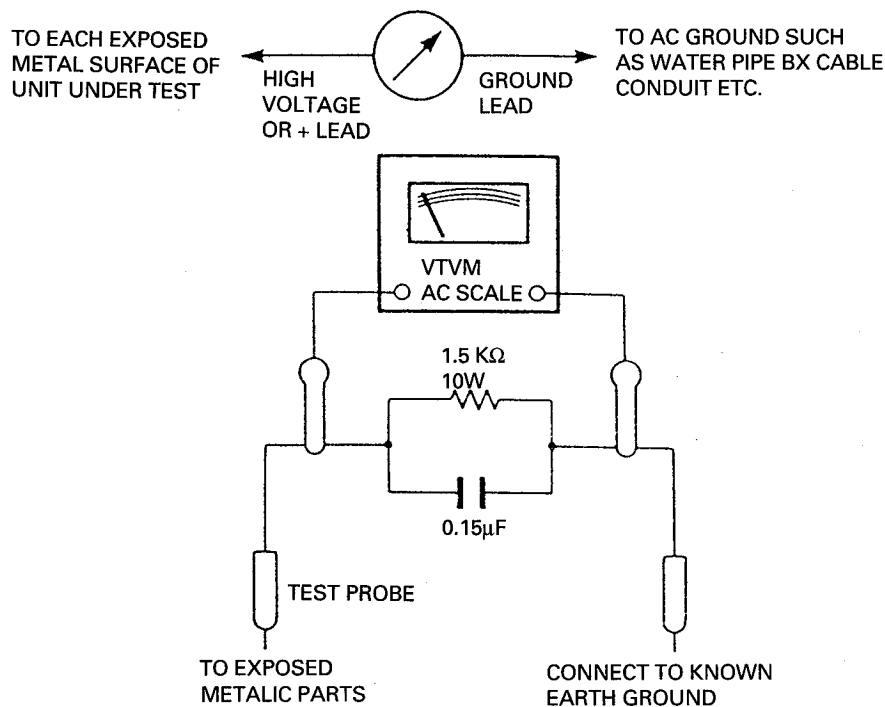 TO EACH EXPOSED
METAL SURFACE OF
UNIT UNDER TEST
HIGH
VOLTAGE
OR + LEAD
GROUND
LEAD
TO AC GROUND SUCH
AS WATER PIPE BX CABLE
CONDUIT ETC.
VTVM
AC SCALE
1.5 KΩ
10W
0.15μF
TEST PROBE
TO EXPOSED
METALIC PARTS
CONNECT TO KNOWN
EARTH GROUND